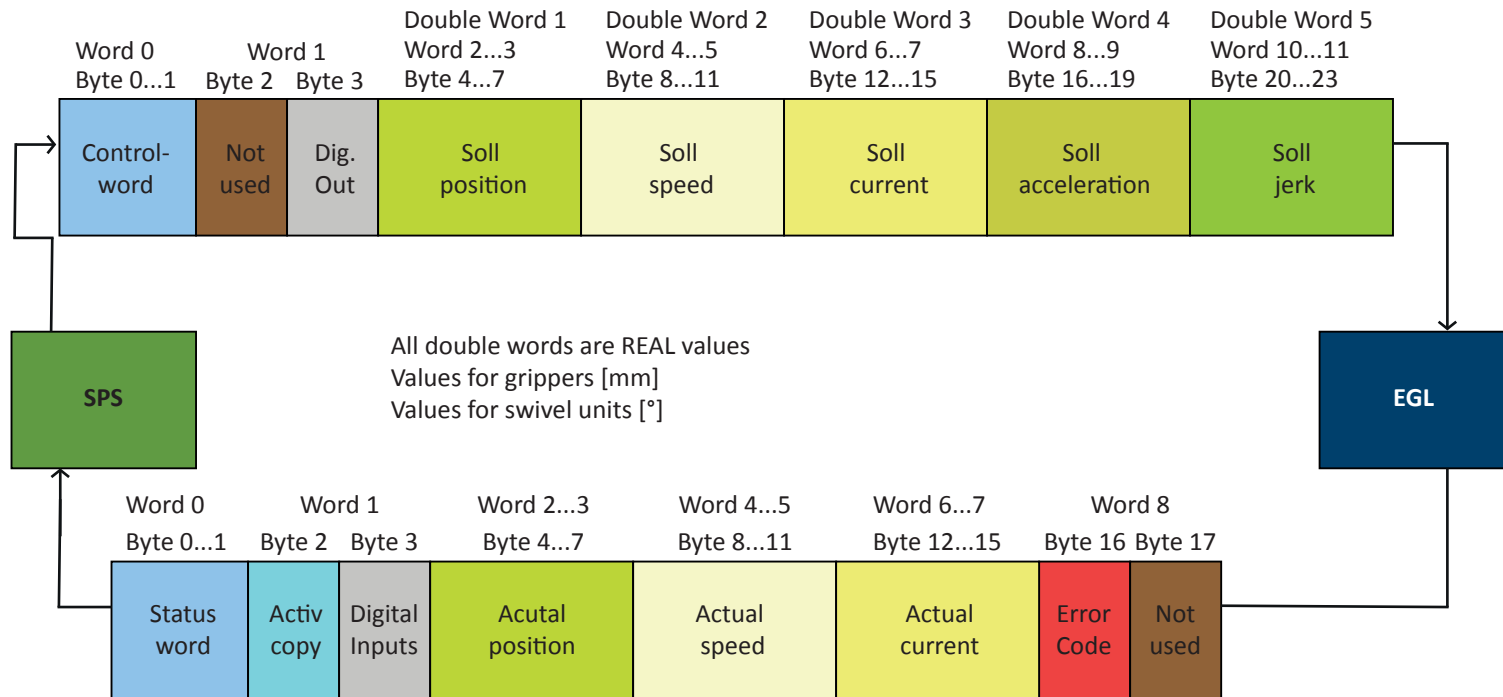 Double Word 1 Double Word 2 Double Word 3 Double Word 4 Double Word 5
Word 0 Word 1 Word 2...3 Word 4...5 Word 6...7 Word 8...9 Word 10...11
Byte 0...1 Byte 2 Byte 3 Byte 4...7 Byte 8...11 Byte 12...15 Byte 16...19 Byte 20...23
Control- Not Dig. Soll Soll Soll Soll Soll
word used Out position speed current acceleration jerk
All double words are REAL values
Values for grippers [mm]
Values for swivel units [°]
SPS
EGL
Word 0 Word 1 Word 2...3 Word 4...5 Word 6...7 Word 8
Byte 0...1 Byte 2 Byte 3 Byte 4...7 Byte 8...11 Byte 12...15 Byte 16 Byte 17
Status Activ Digital Acutal Actual Actual Error Not
word copy Inputs position speed current Code used